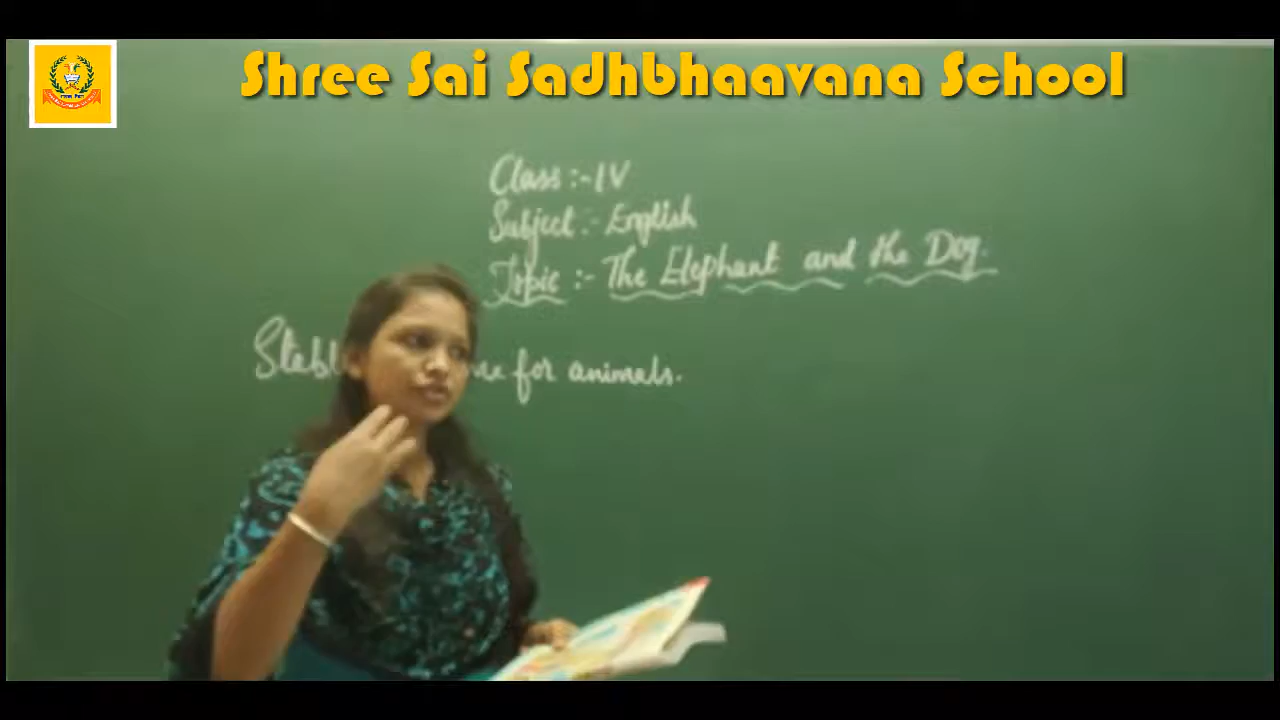 Shree Sai Sadhbhaavana School
Class :- IV
Subject :- English
Topic :- The Elephant and the Dog.
for animals.